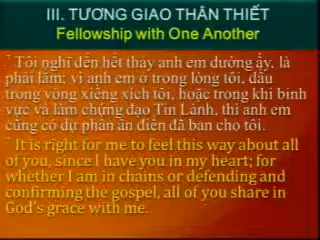 III. TƯƠNG GIAO THÂN THIẾT
Fellowship with One Another
7 Tôi nghĩ đến hết thảy anh em dường ấy, là
phải lắm; vì anh em ở trong lòng tôi, dầu
trong vòng xiềng xích tôi, hoặc trong khi binh
vực và làm chứng đạo Tin Lành, thì anh em
cũng có dự phần ân điển đã ban cho tôi.
7 It is right for me to feel this way about all
of you, since I have you in my heart; for
whether I am in chains or defending and
confirming the gospel, all of you share in
God's grace with me.